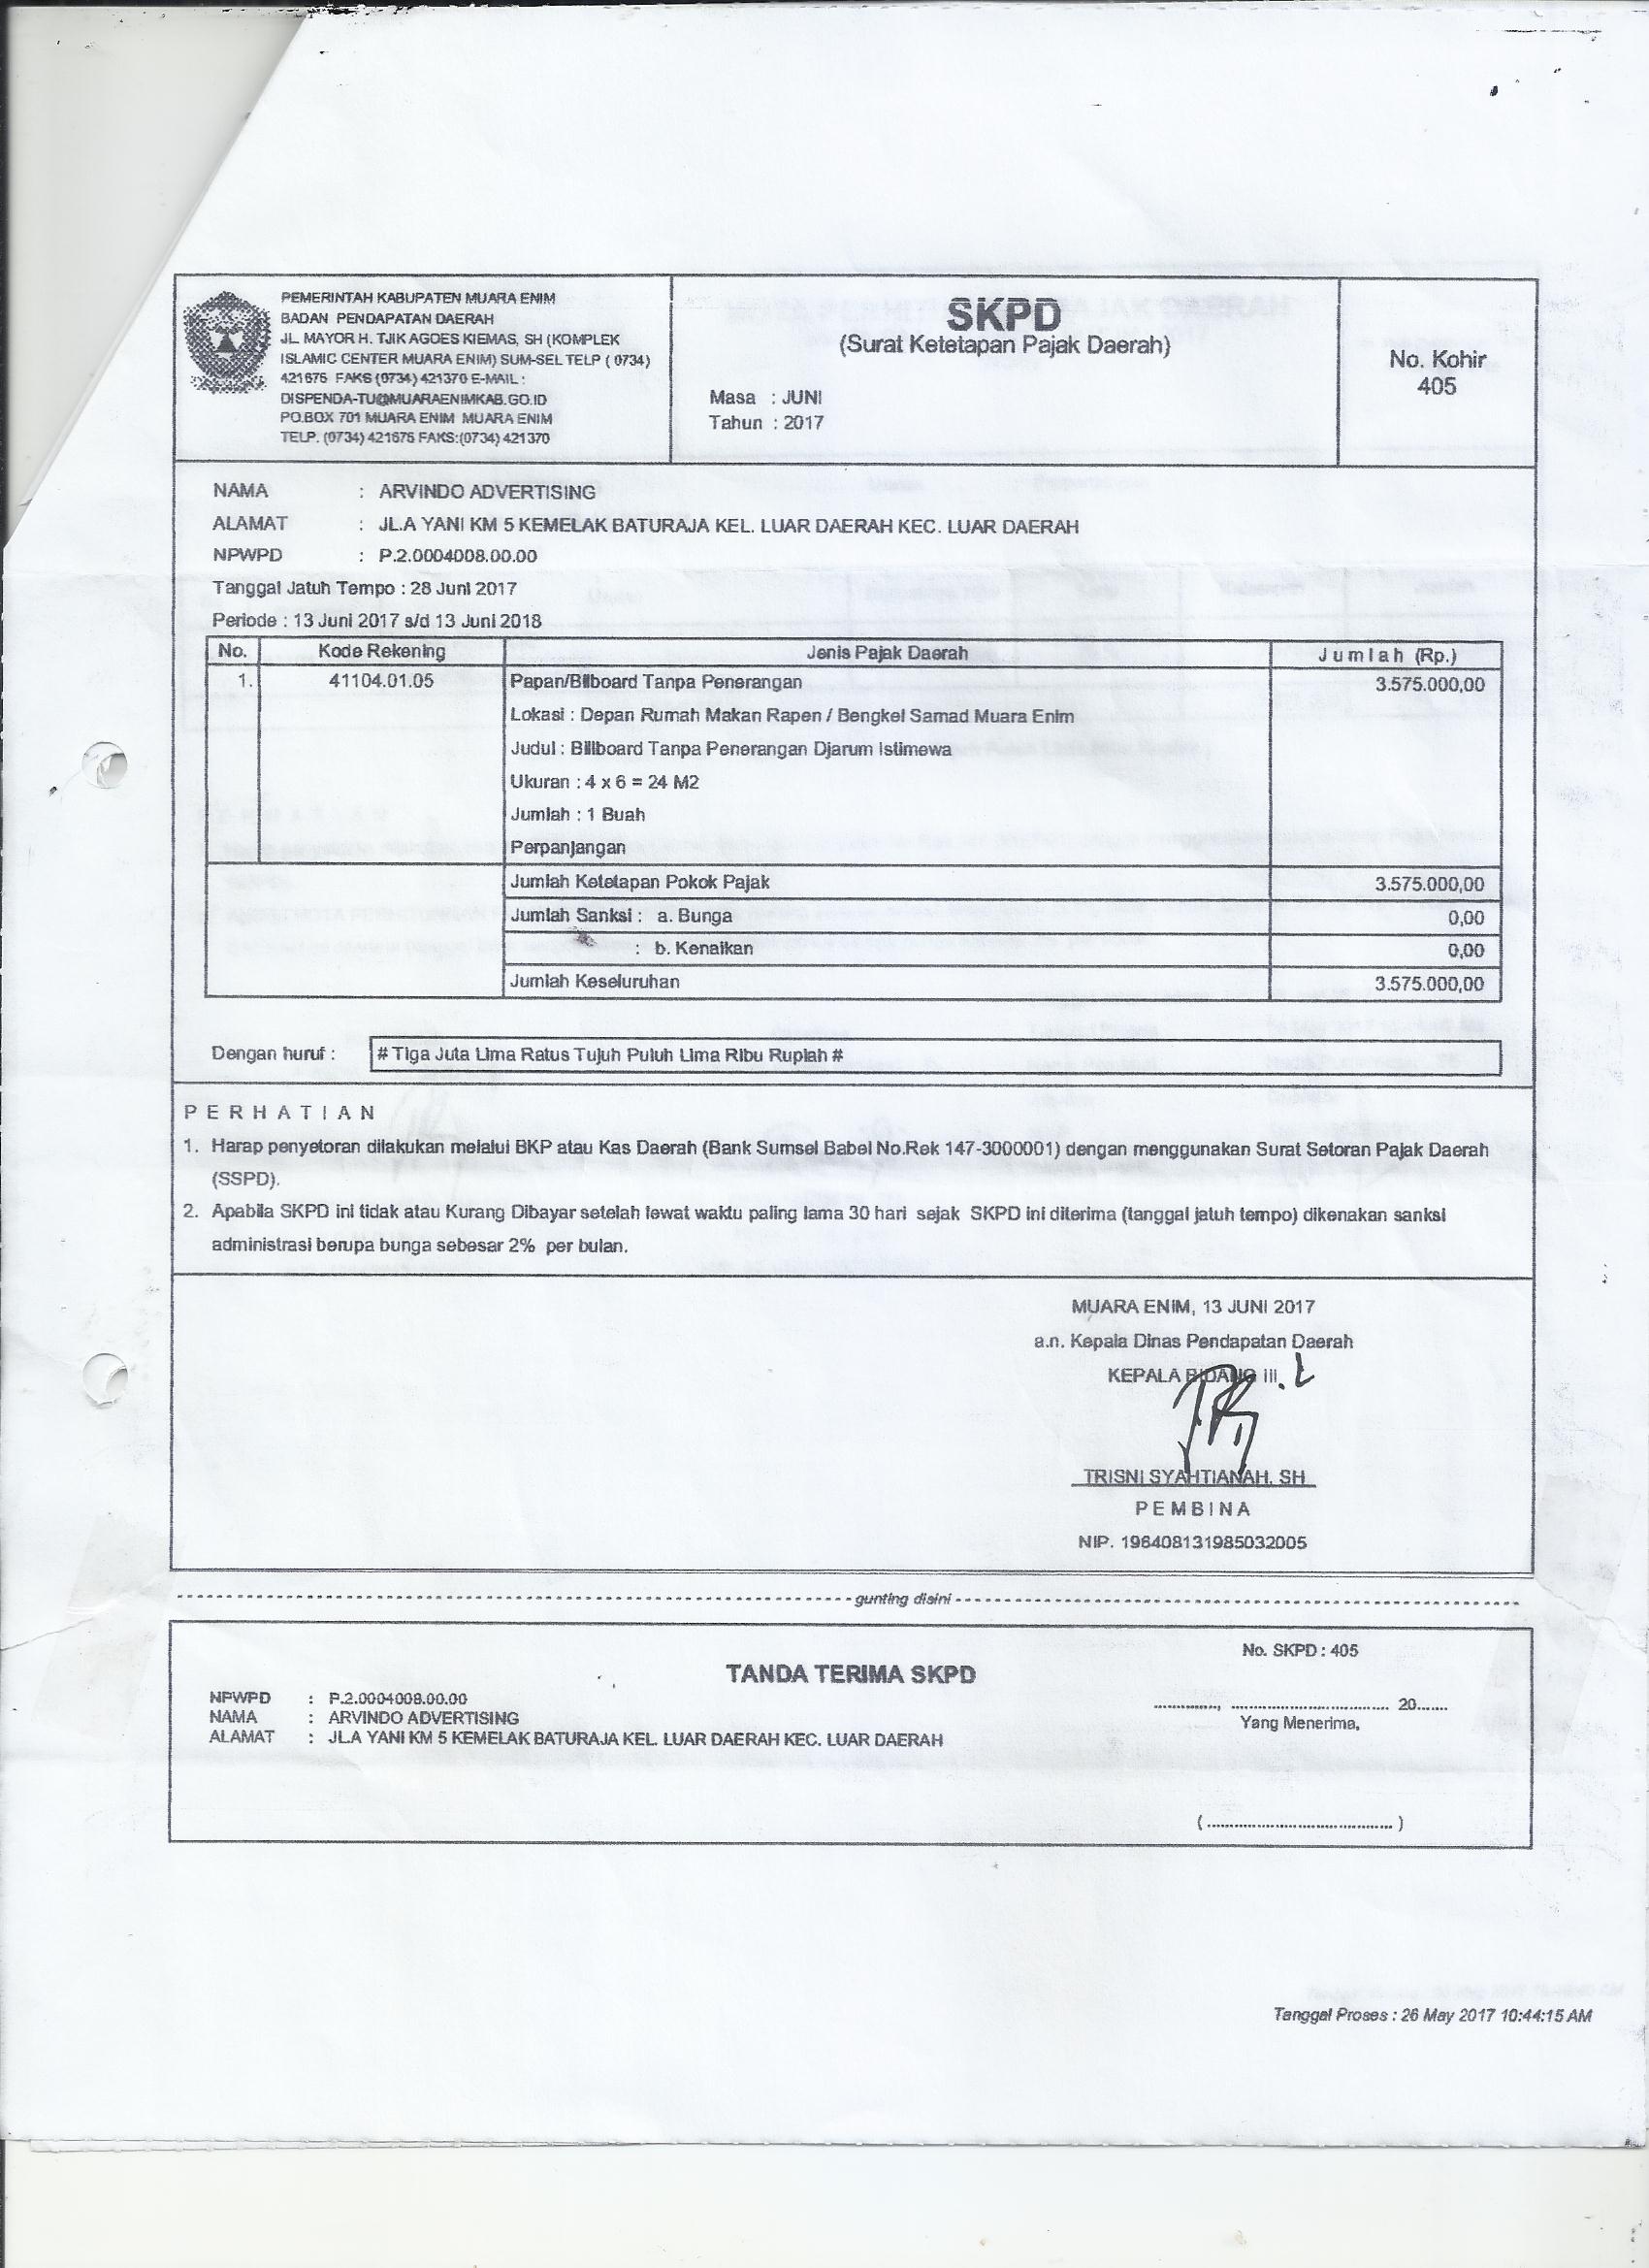 PEMERINTAH KABUPATEN MUARA ENIM
BADAN PENDAPATAN DAERAH
JL. MAYOR H. TJIK AGOES KIEMAS, SH (KOMPLEK
ISLAMIC CENTER MUARA ENIM) SUM-SEL TELP ( 0734)
421676 FAKS (0734) 421370 E-MAIL :
DISPENDA-TU@MUARAENIMKAB.GO.ID
PO.BOX 701 MUARA ENIM MUARA ENIM
TELP. (0734) 421676 FAKS:(0734) 421370
SKPD
(Surat Ketetapan Pajak Daerah)
Masa : JUNI
Tahun : 2017
No. Kohir
405
NAMA : ARVINDO ADVERTISING
ALAMAT : JL.A YANI KM 5 KEMELAK BATURAJA KEL. LUAR DAERAH KEC. LUAR DAERAH
NPWPD : P.2.0004008.00.00
Tanggal Jatuh Tempo : 28 Juni 2017
Periode : 13 Juni 2017 s/d 13 Juni 2018
No. Kode Rekening Jenis Pajak Daerah Jumlah (Rp.)
1. 41104.01.05 Papan/Billboard Tanpa Penerangan 3.575.000,00
Lokasi : Depan Rumah Makan Rapen / Bengkel Samad Muara Enim
Judul : Billboard Tanpa Penerangan Djarum Istimewa
Ukuran : 4 x 6 = 24 M2
Jumlah : 1 Buah
Perpanjangan
Jumlah Ketetapan Pokok Pajak 3.575.000,00
Jumlah Sanksi : a. Bunga 0,00
: b. Kenaikan 0,00
Jumlah Keseluruhan 3.575.000,00
Dengan huruf : # Tiga Juta Lima Ratus Tujuh Puluh Lima Ribu Rupiah #
PERHATIAN
1. Harap penyetoran dilakukan melalui BKP atau Kas Daerah (Bank Sumsel Babel No.Rek 147-3000001) dengan menggunakan Surat Setoran Pajak Daerah
(SSPD).
2. Apabila SKPD ini tidak atau Kurang Dibayar setelah lewat waktu paling lama 30 hari sejak SKPD ini diterima (tanggal jatuh tempo) dikenakan sanksi
administrasi berupa bunga sebesar 2% per bulan.
MUARA ENIM, 13 JUNI 2017
a.n. Kepala Dinas Pendapatan Daerah
KEPALA BIDANG III.
TRISNI SYAHTIANAH, SH
PEMBINA
NIP. 196408131985032005
gunting disini
No. SKPD : 405
TANDA TERIMA SKPD
NPWPD : P.2.0004008.00.00
NAMA : ARVINDO ADVERTISING
ALAMAT : JL.A YANI KM 5 KEMELAK BATURAJA KEL. LUAR DAERAH KEC. LUAR DAERAH
............, ............................... 20.......
Yang Menerima,
( ..................................... )
Tanggal Proses : 26 May 2017 10:44:15 AM